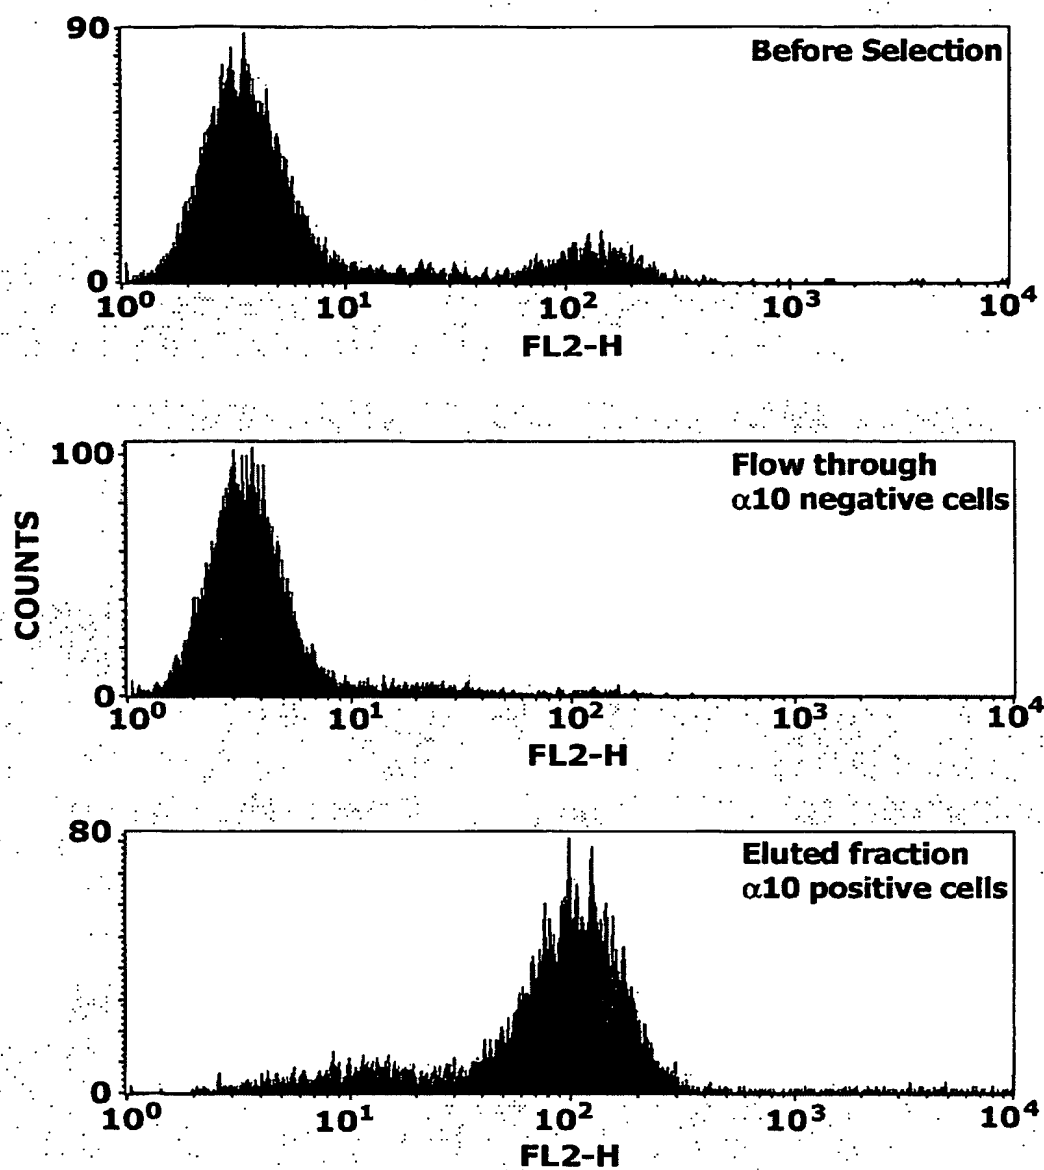 90
Before Selection
0
10⁰ 10¹ 10² 10³ 10⁴
FL2-H
COUNTS
100
Flow through
α10 negative cells
0
10⁰ 10¹ 10² 10³ 10⁴
FL2-H
80
Eluted fraction
α10 positive cells
0
10⁰ 10¹ 10² 10³ 10⁴
FL2-H